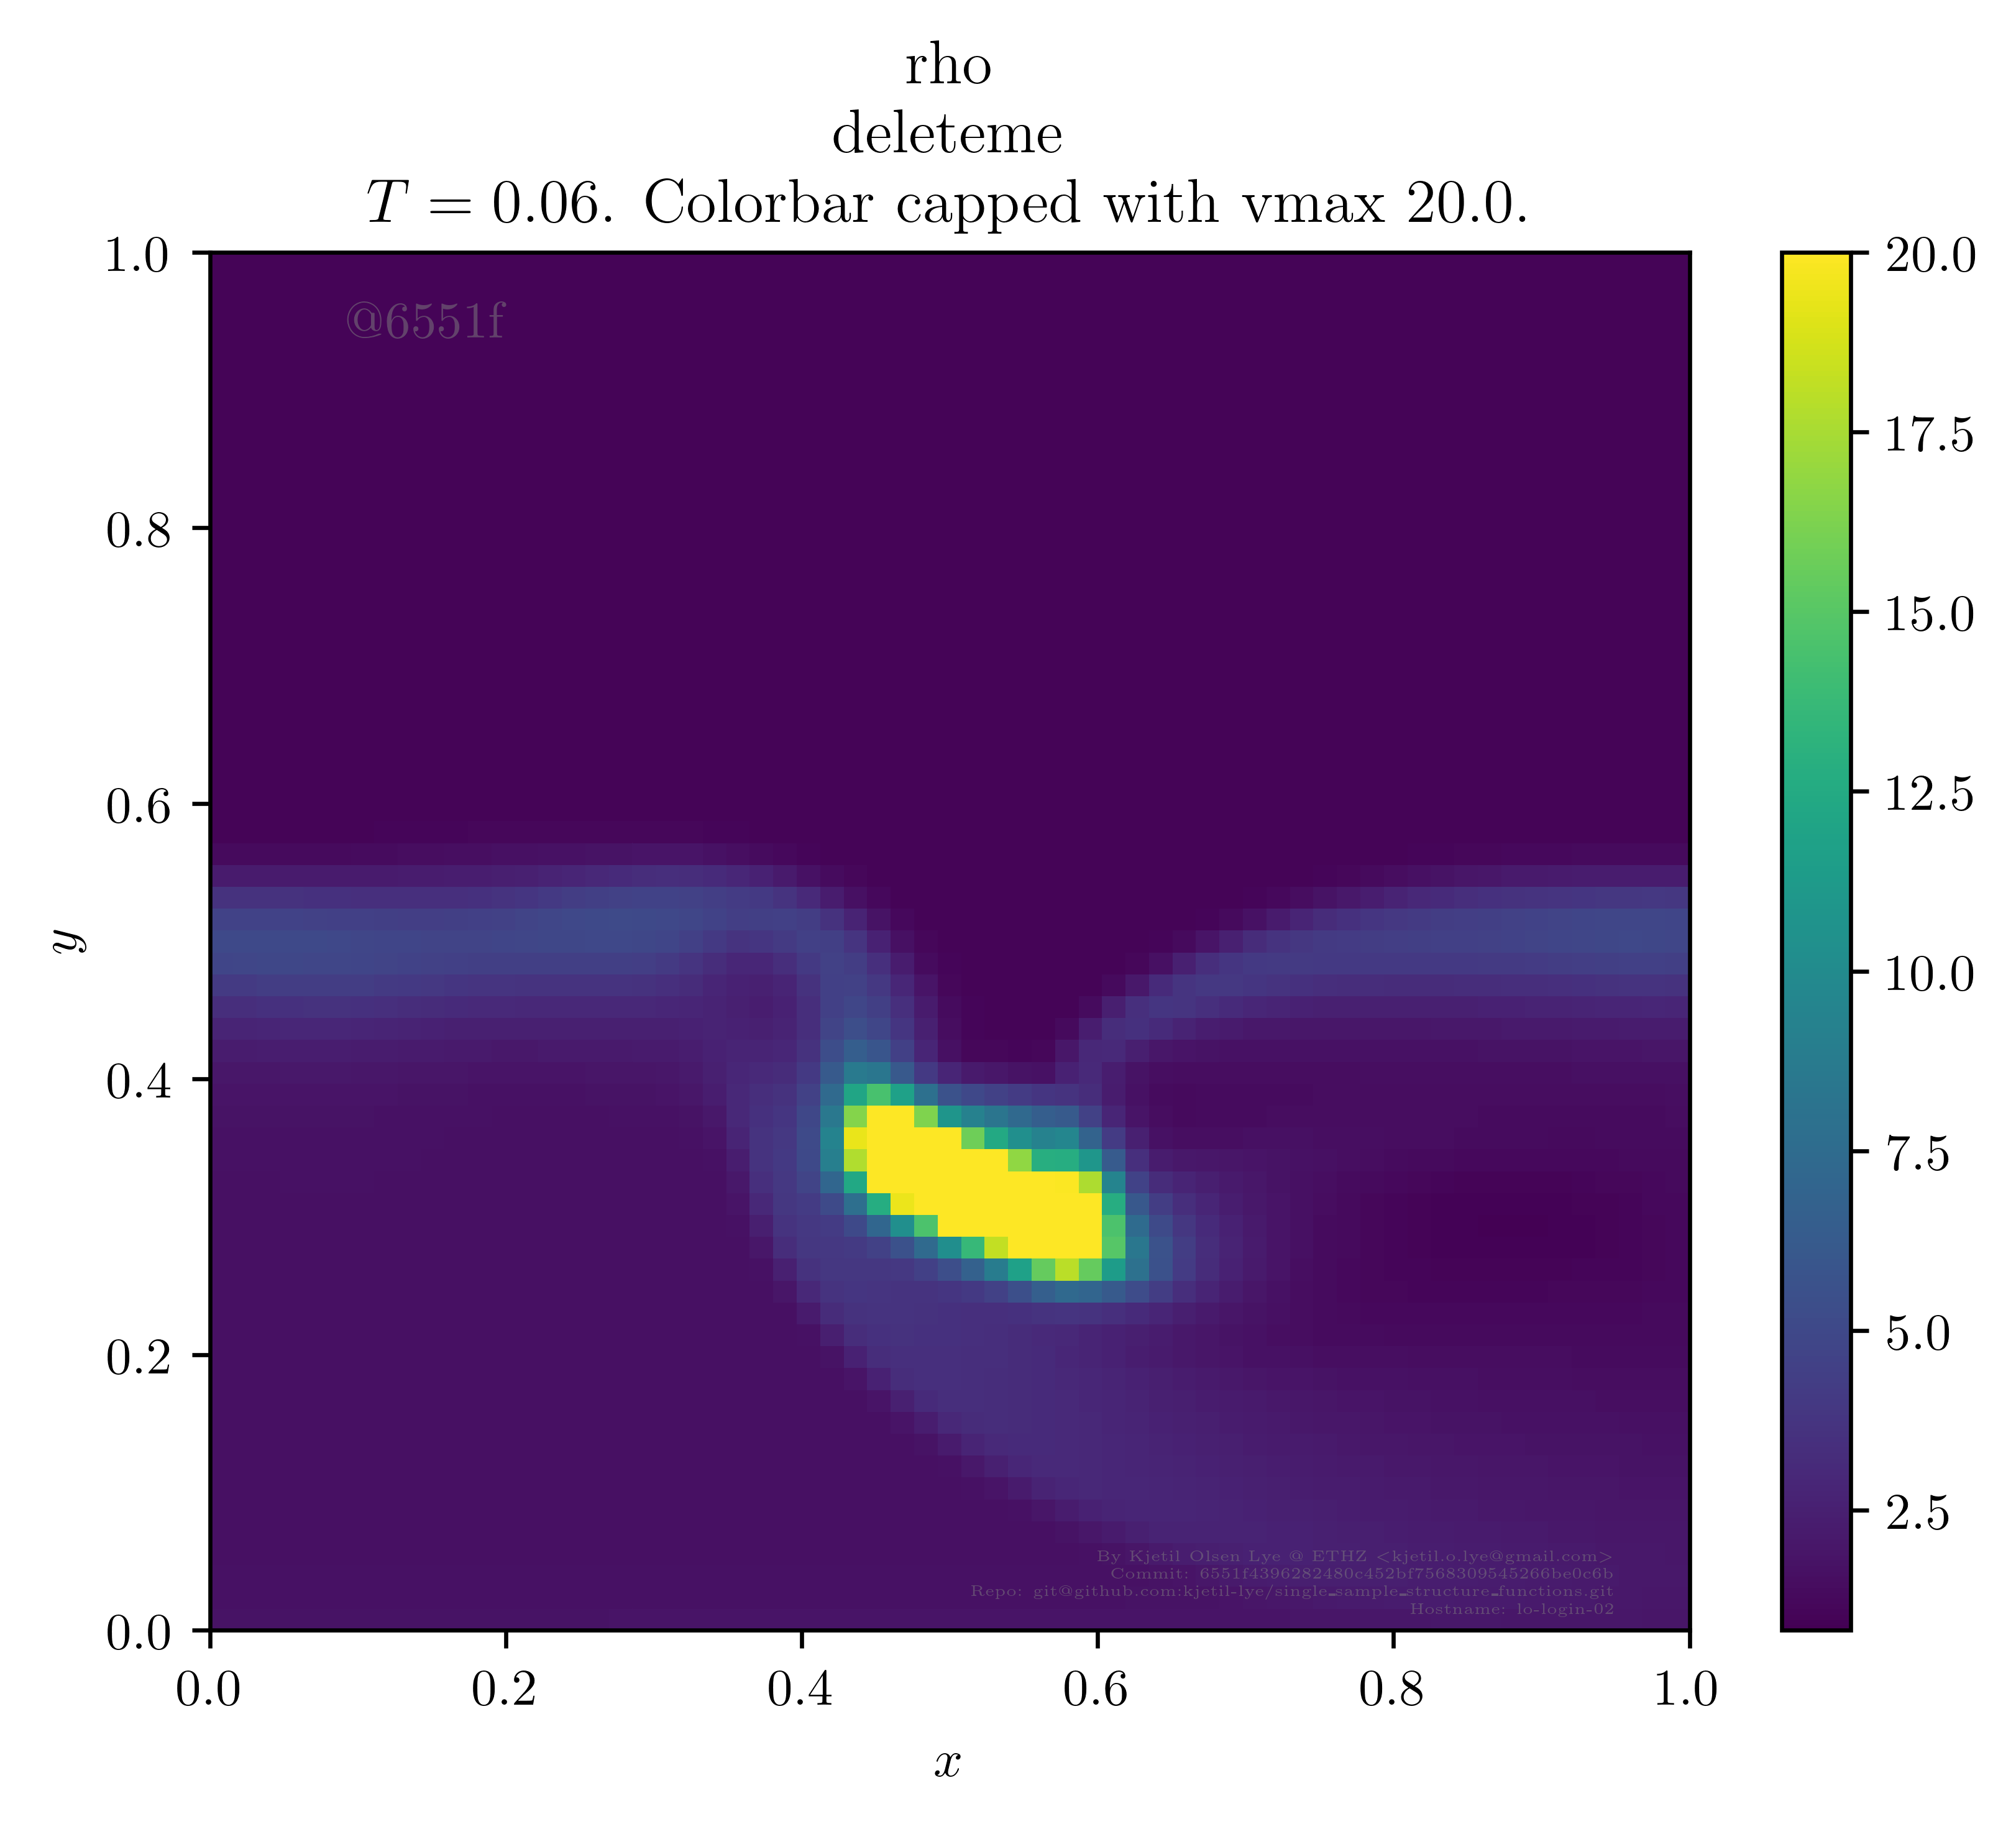 rho
deleteme
T = 0.06. Colorbar capped with vmax 20.0.
@6551f
1.0
0.8
0.6
0.4
0.2
0.0
y
0.0 0.2 0.4 0.6 0.8 1.0
x
20.0
17.5
15.0
12.5
10.0
7.5
5.0
2.5
By Kjetil Olsen Lye @ ETHZ <kjetil.o.lye@gmail.com>
Commit: 6551f4396282480c452bf7568309545266be0c6b
Repo: git@github.com:kjetil-lye/single_sample_structure_functions.git
Hostname: lo-login-02